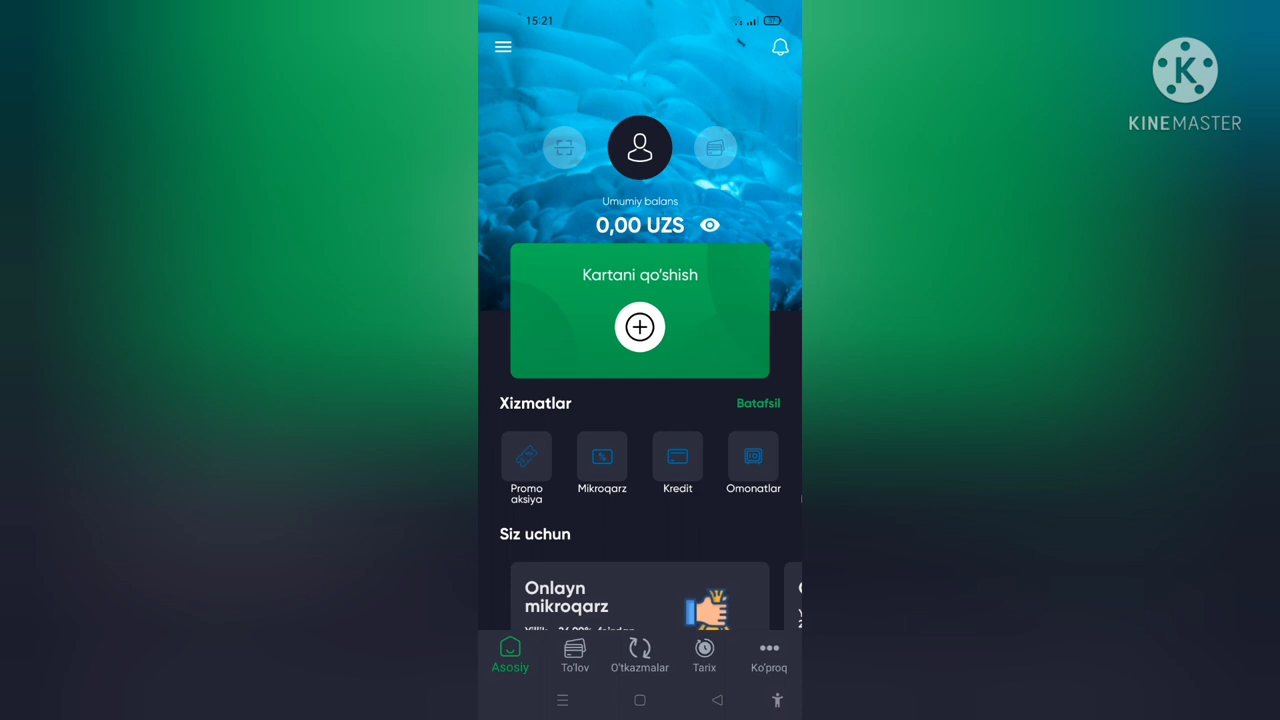 15:21
KINEMASTER
Umumiy balans
0,00 UZS
Kartani qo'shish
Xizmatlar
Batafsil
Promo
aksiya
Mikroqarz
Kredit
Omonatlar
Siz uchun
Onlayn
mikroqarz
Asosiy
To'lov
O'tkazmalar
Tarix
Ko'proq